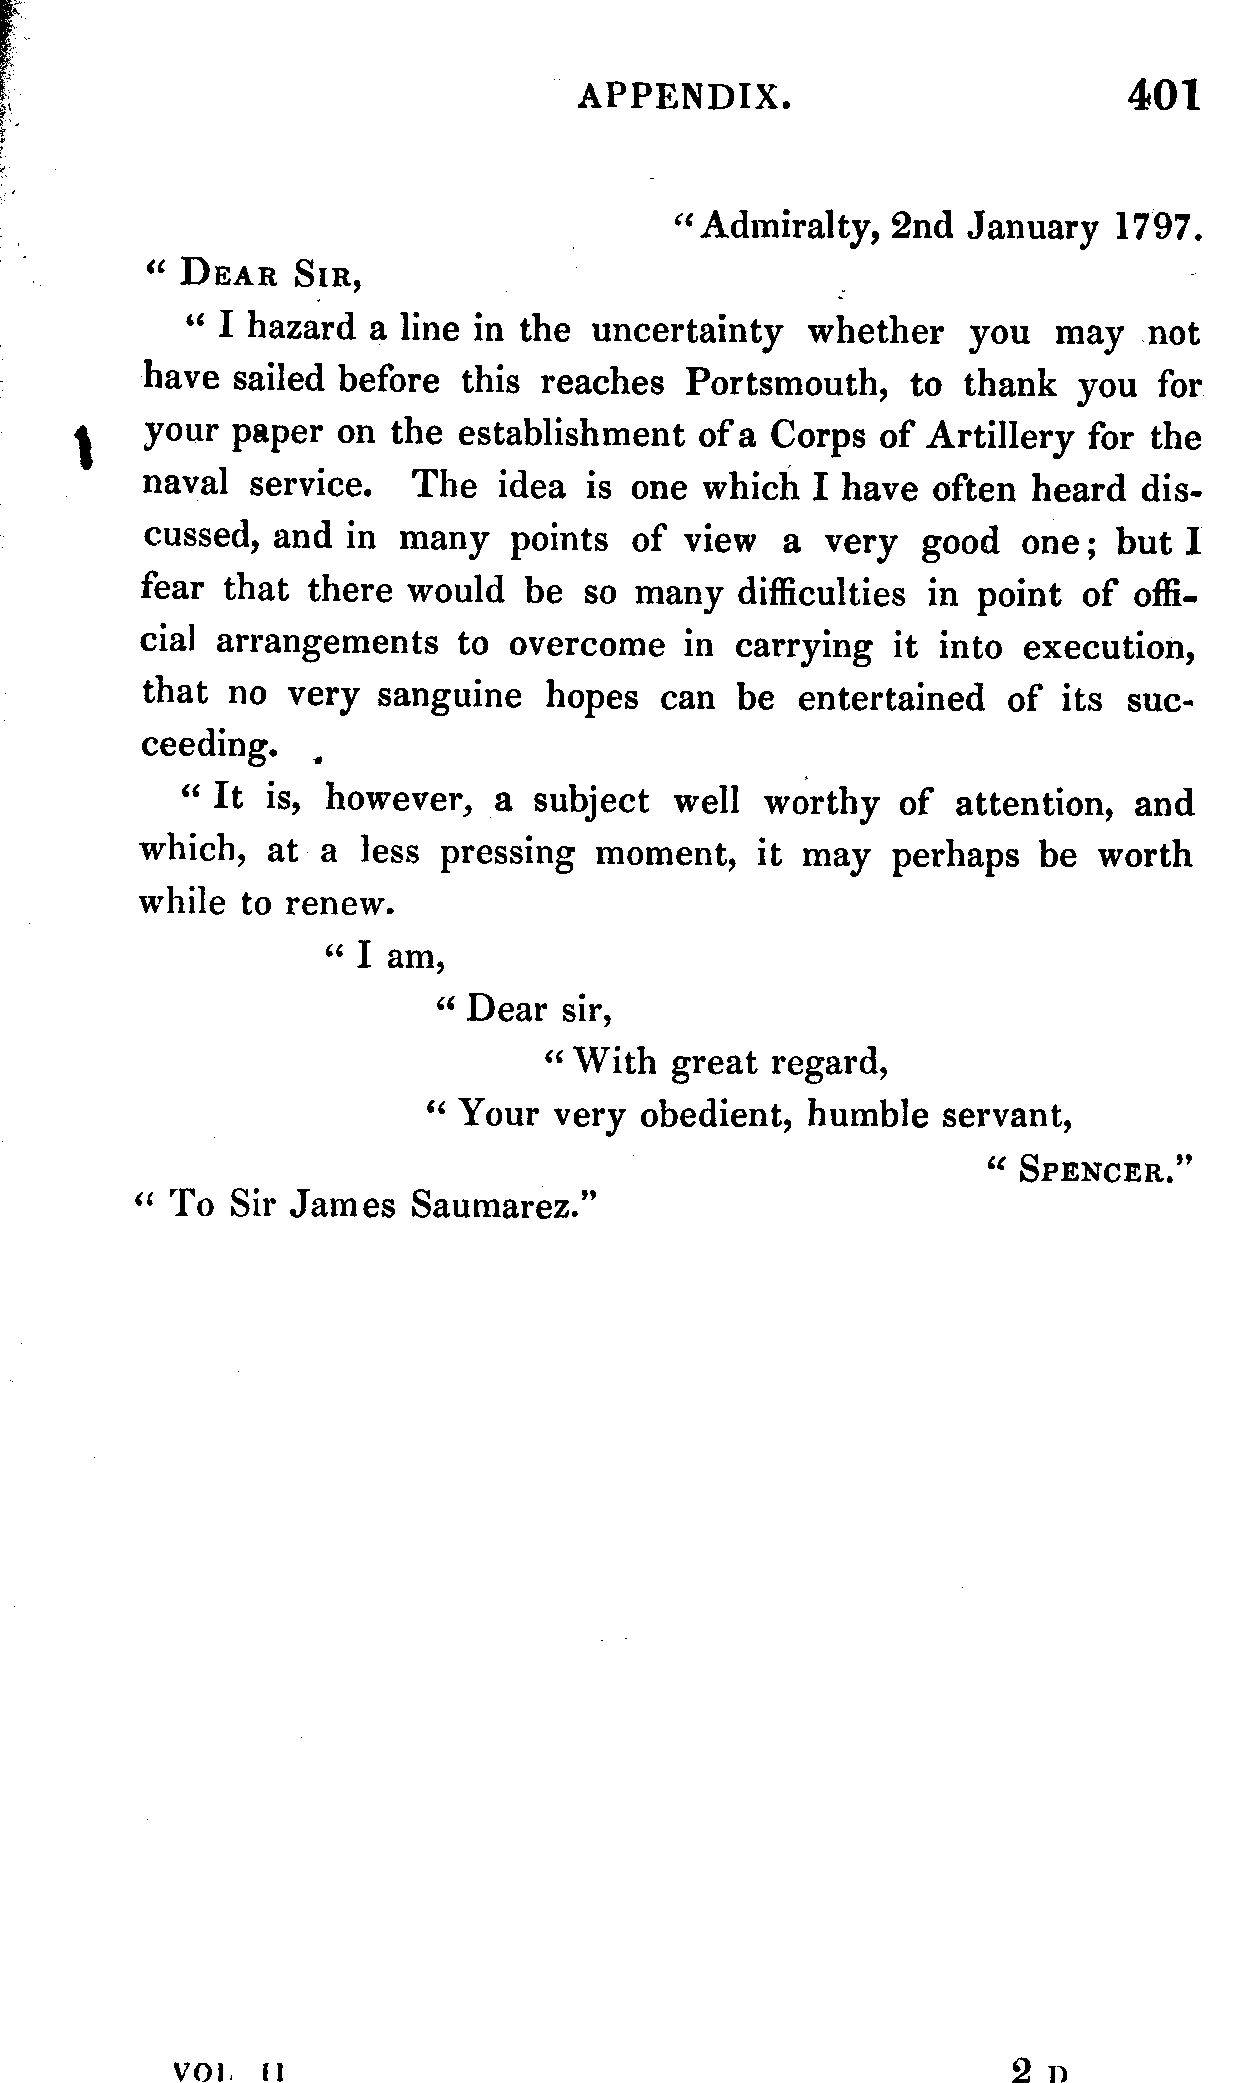 APPENDIX. 401
“Admiralty, 2nd January 1797.
“ DEAR SIR,
“ I hazard a line in the uncertainty whether you may not
have sailed before this reaches Portsmouth, to thank you for
your paper on the establishment of a Corps of Artillery for the
naval service. The idea is one which I have often heard dis-
cussed, and in many points of view a very good one; but I
fear that there would be so many difficulties in point of offi-
cial arrangements to overcome in carrying it into execution,
that no very sanguine hopes can be entertained of its suc-
ceeding.
“ It is, however, a subject well worthy of attention, and
which, at a less pressing moment, it may perhaps be worth
while to renew.
“ I am,
“ Dear sir,
“ With great regard,
“ Your very obedient, humble servant,
“ SPENCER.”
“ To Sir James Saumarez.”
VOL. II 2 D